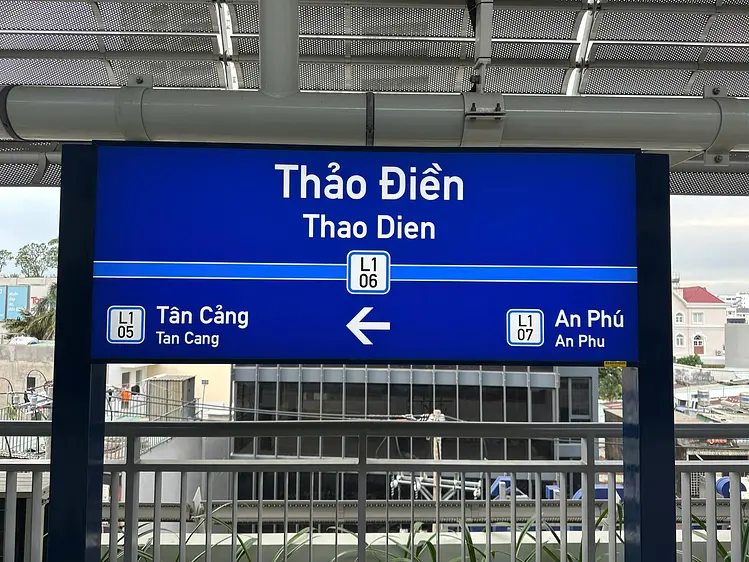 Thảo Điền
Thao Dien
L1
06
L1
05
Tân Cảng
Tan Cang
L1
07
An Phú
An Phu